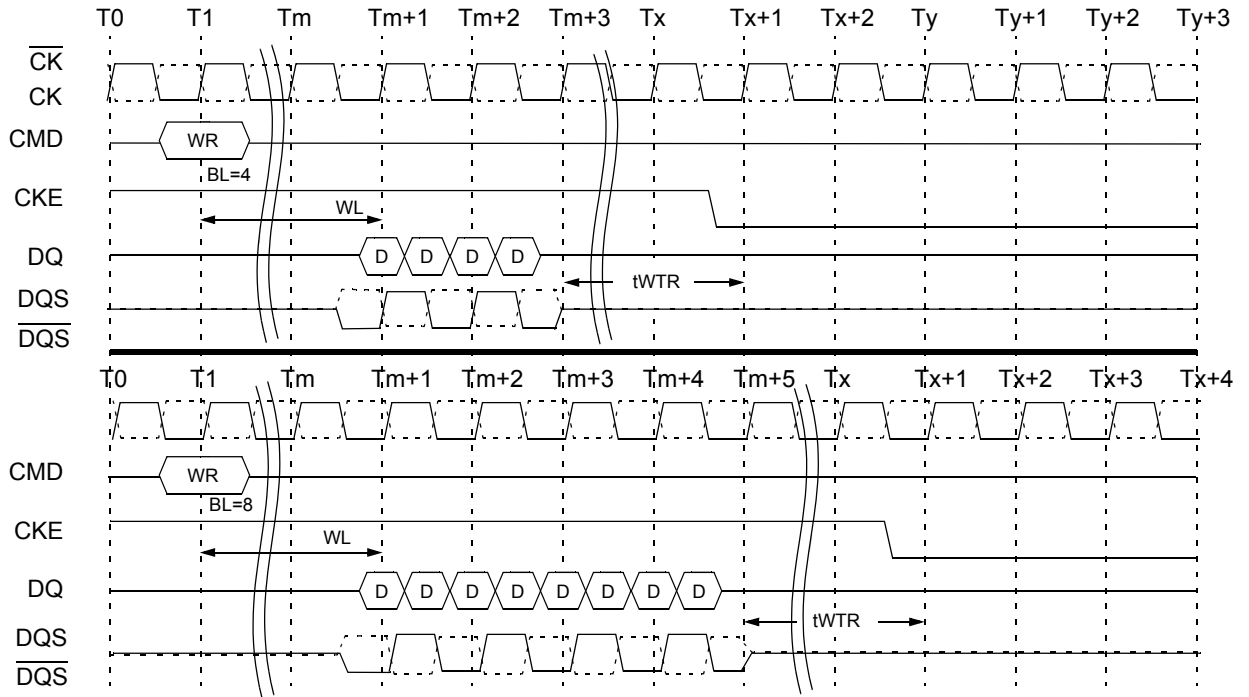 T0 T1 Tm Tm+1 Tm+2 Tm+3 Tx Tx+1 Tx+2 Ty Ty+1 Ty+2 Ty+3
CK
CK
CMD WR
BL=4
CKE
WL
DQ D D D D
tWTR
DQS
DQS
T0 T1 Tm Tm+1 Tm+2 Tm+3 Tm+4 Tm+5 Tx Tx+1 Tx+2 Tx+3 Tx+4
CMD WR
BL=8
CKE
WL
DQ D D D D D D D D
tWTR
DQS
DQS